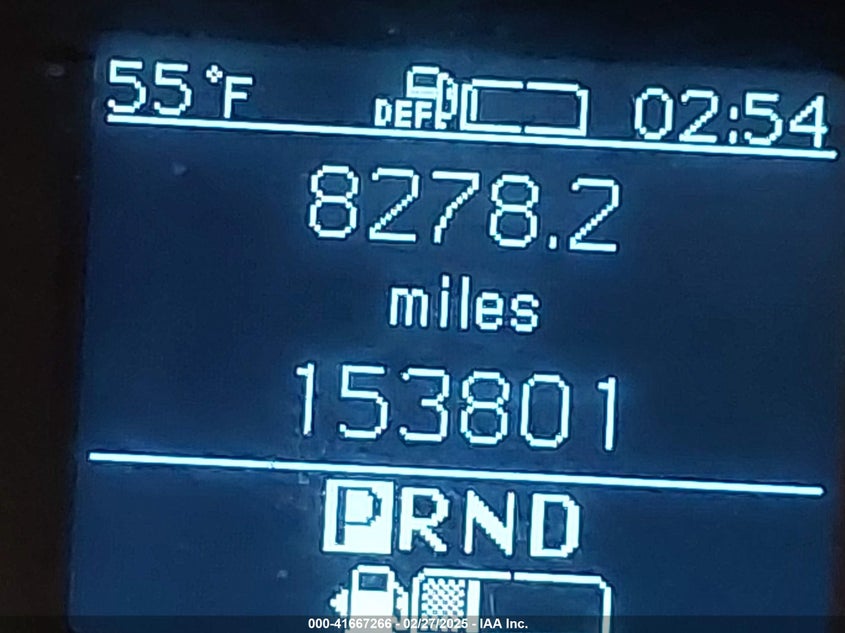 55°F DEF 02:54
8278.2
miles
153801
PRND
000-41667266 - 02/27/2025 - IAA Inc.